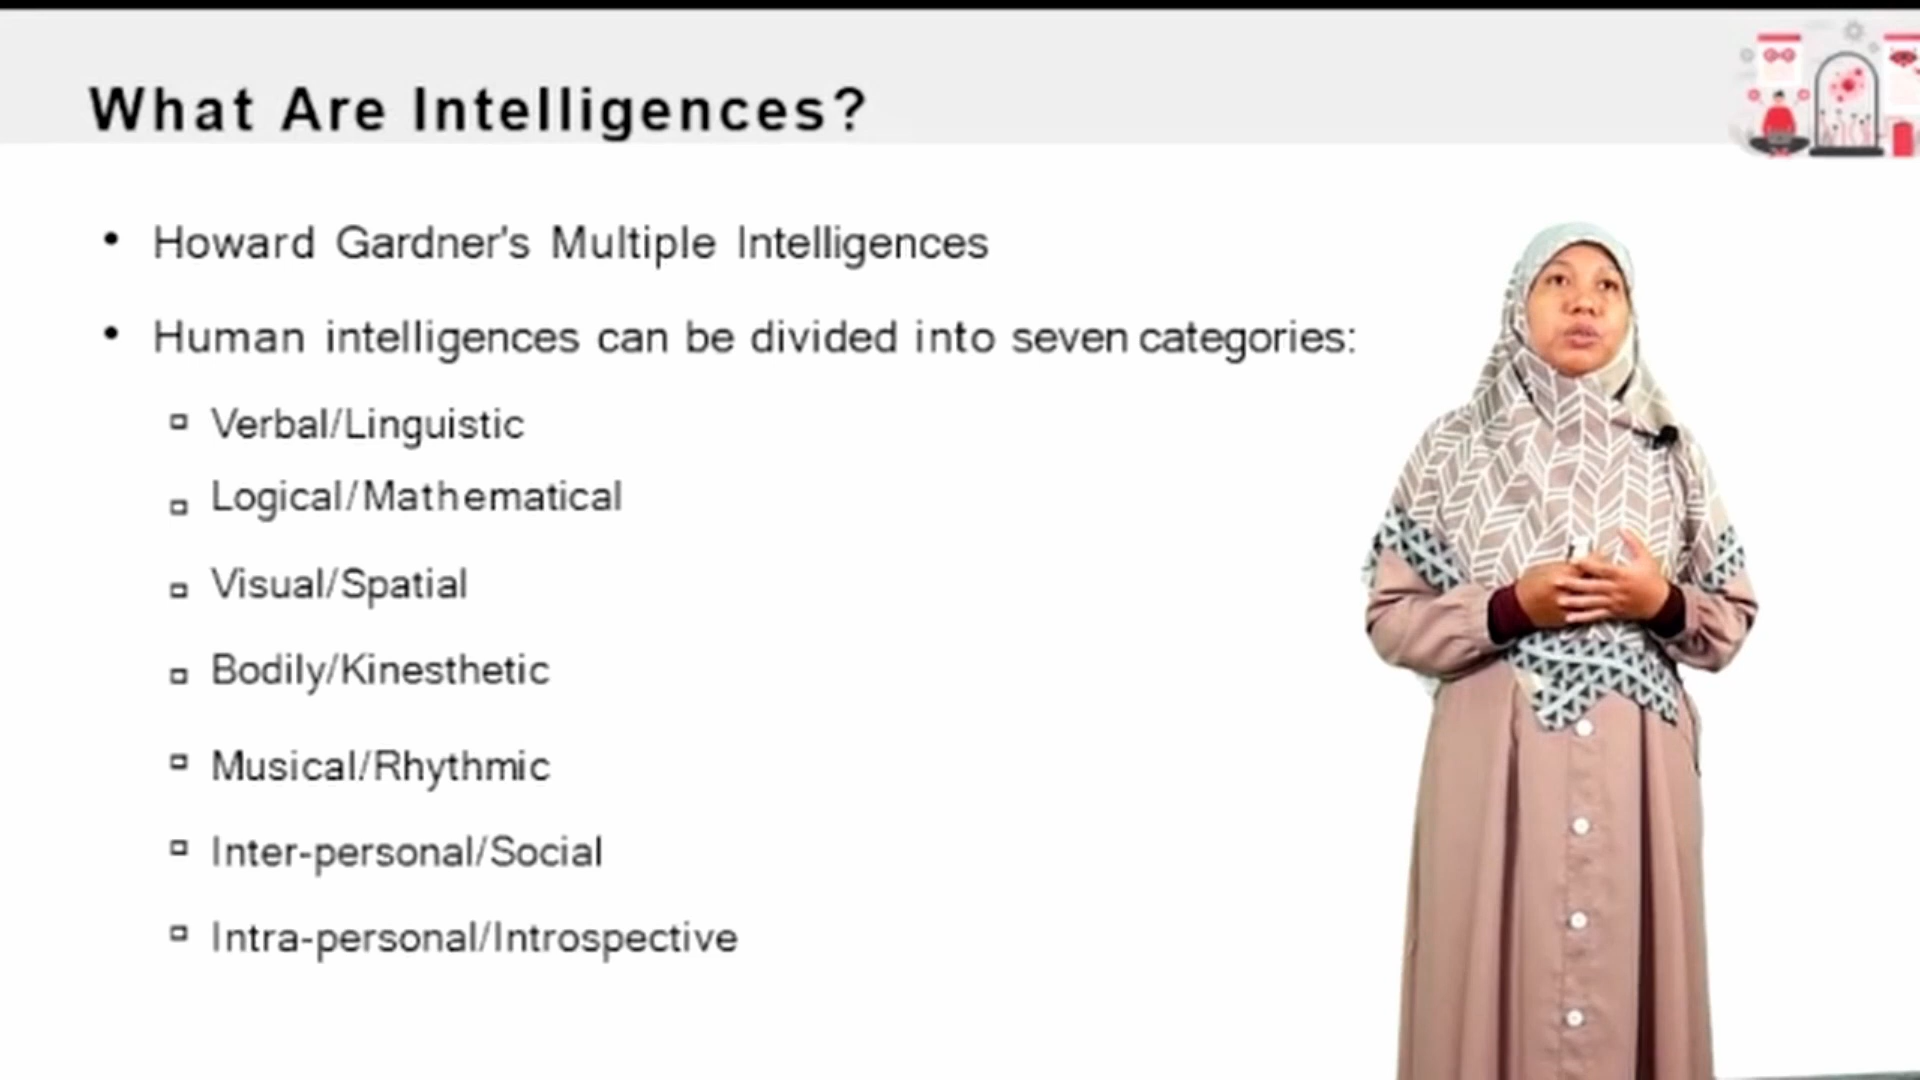 What Are Intelligences?
• Howard Gardner's Multiple Intelligences
• Human intelligences can be divided into seven categories:
▫ Verbal/Linguistic
▫ Logical/Mathematical
▫ Visual/Spatial
▫ Bodily/Kinesthetic
▫ Musical/Rhythmic
▫ Inter-personal/Social
▫ Intra-personal/Introspective